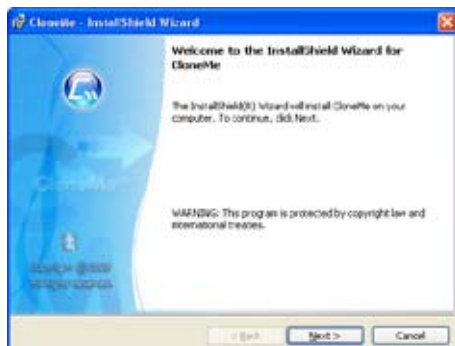 CloneMe - InstallShield Wizard
Welcome to the InstallShield Wizard for
CloneMe
The InstallShield(R) Wizard will install CloneMe on your
computer. To continue, click Next.
CloneMe
WARNING: This program is protected by copyright law and
international treaties.
< Back
Next >
Cancel